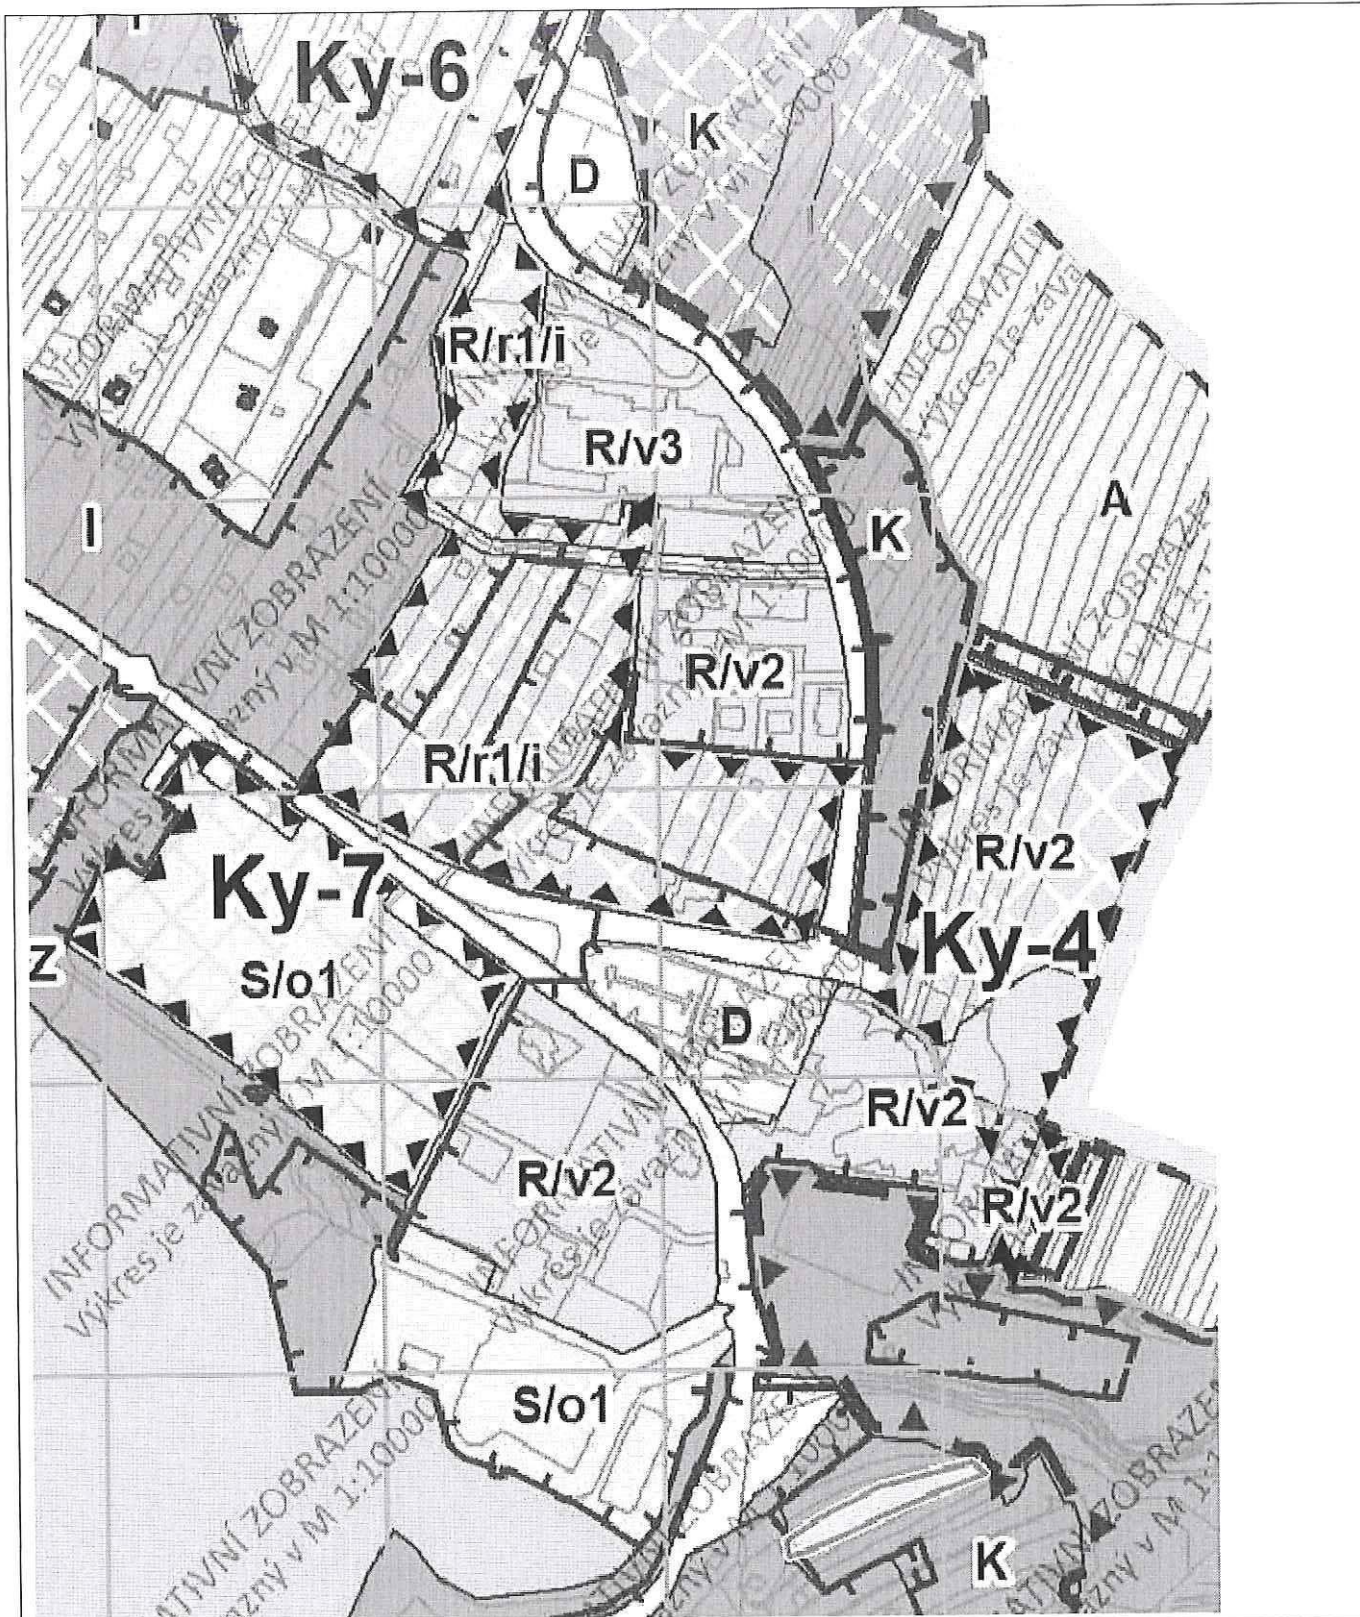 Ky-6
K
D
R/r1/i
R/v3
A
I
K
R/v2
R/r1/i
R/v2
Ky-7
Ky-4
Z
S/o1
D
R/v2
R/v2
R/v2
S/o1
K
INFORMATIVNÍ ZOBRAZENÍ
Výkres je závazný v M 1:10000